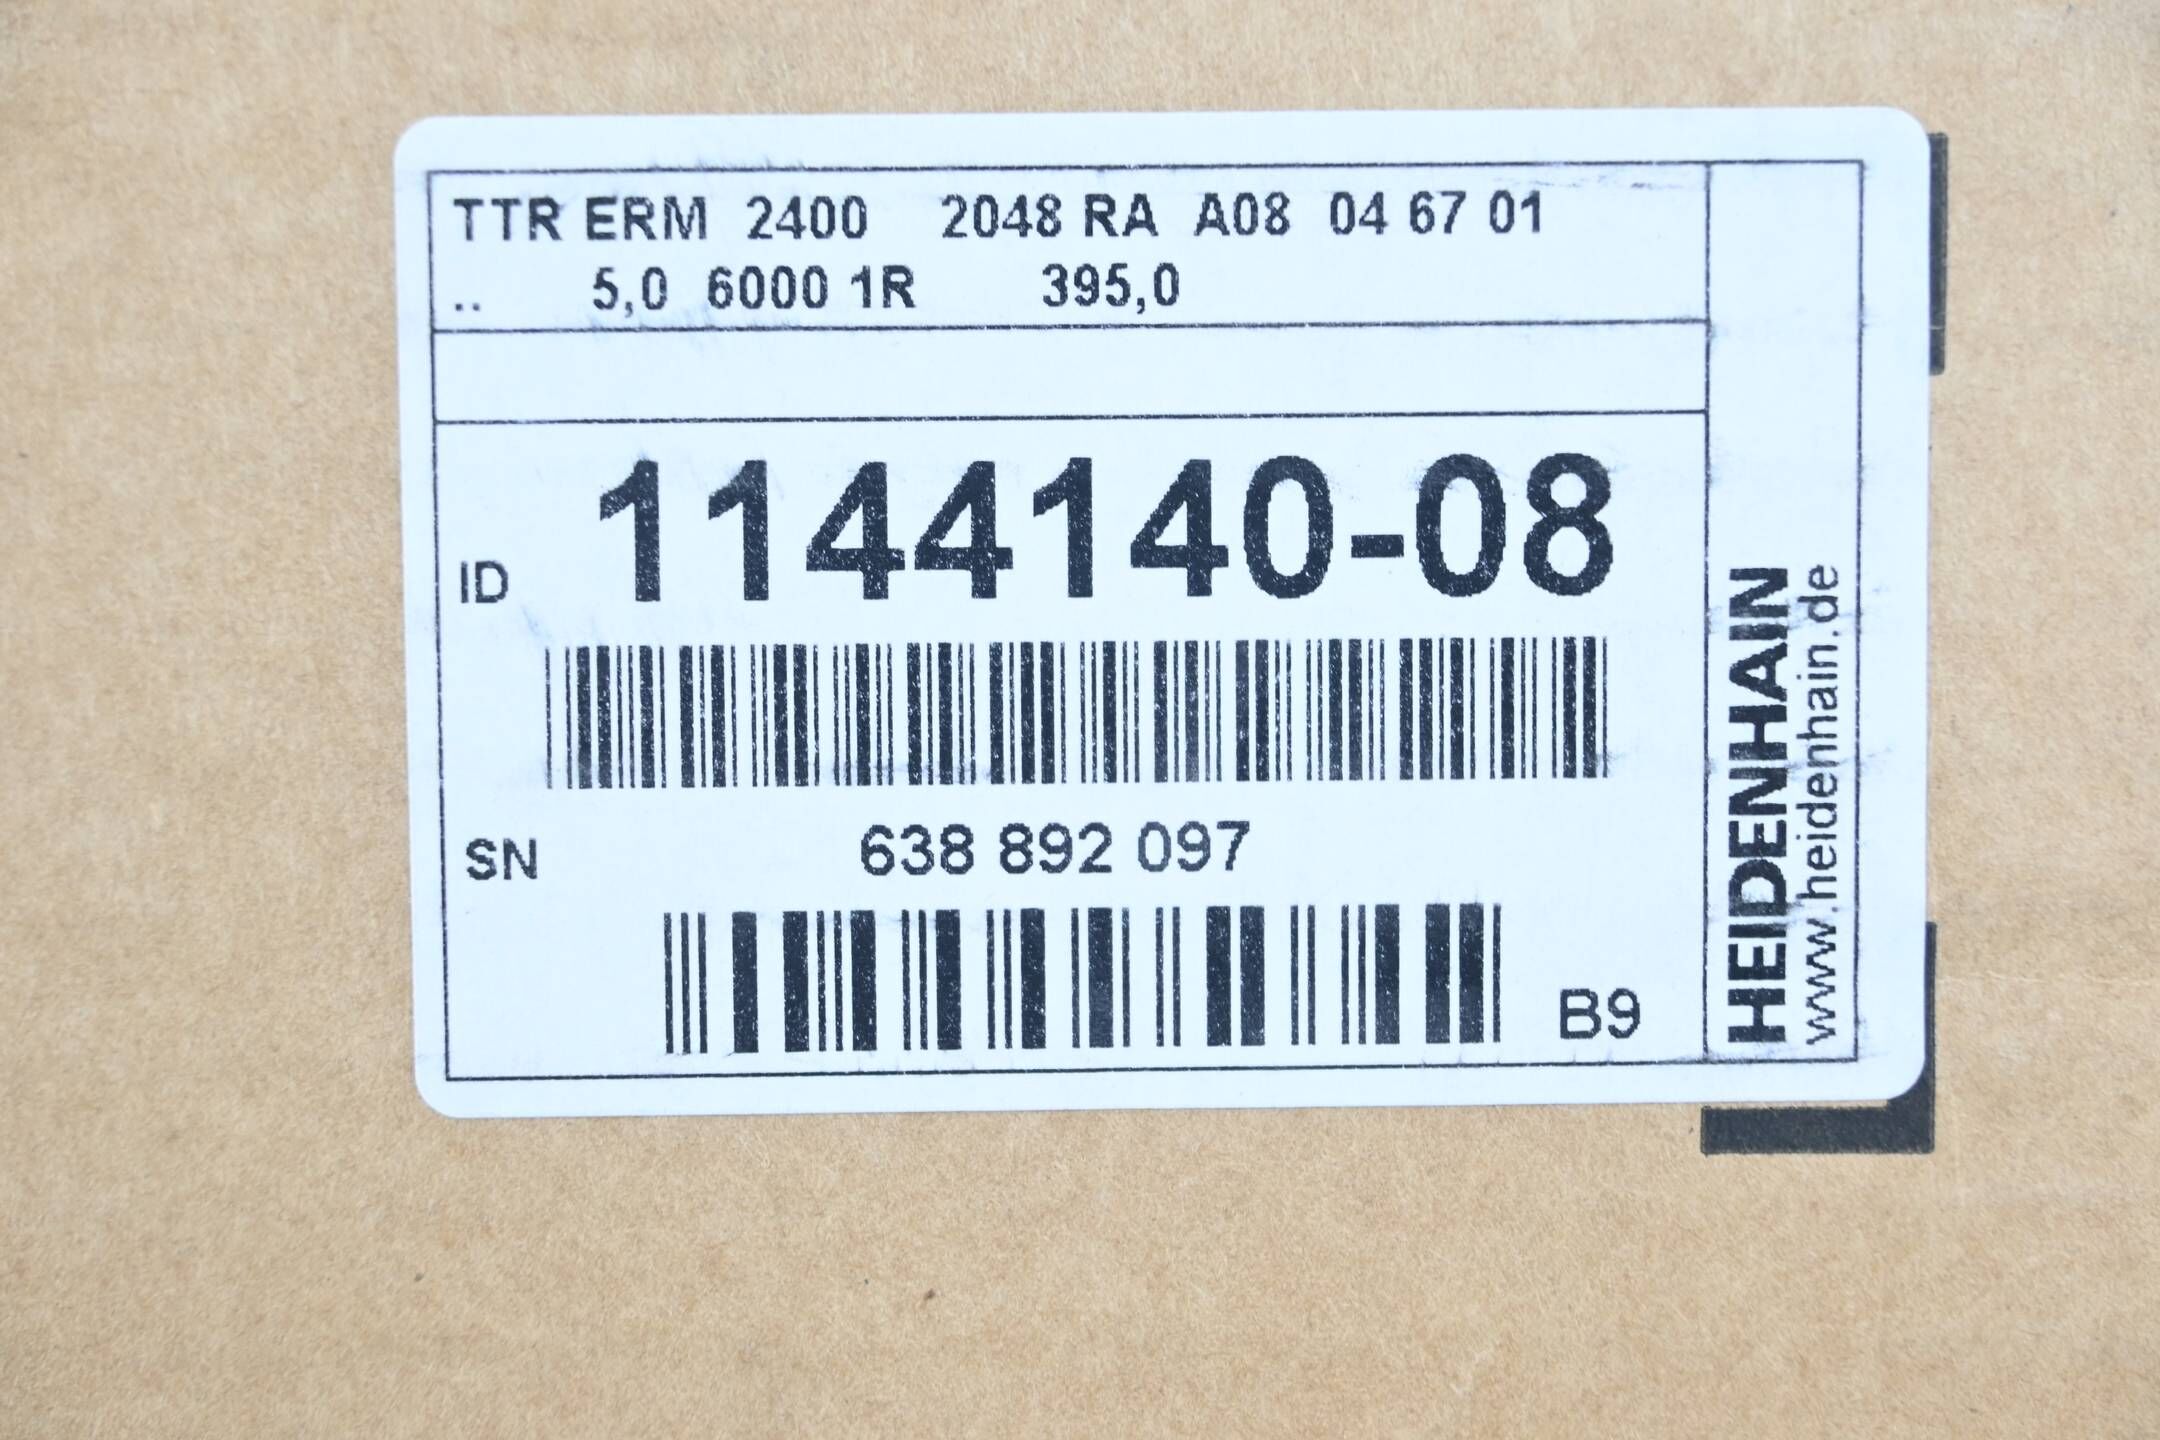 TTR ERM 2400 2048 RA A08 04 67 01
.. 5,0 6000 1R 395,0
ID 1144140-08
SN 638 892 097
B9
HEIDENHAIN
www.heidenhain.de